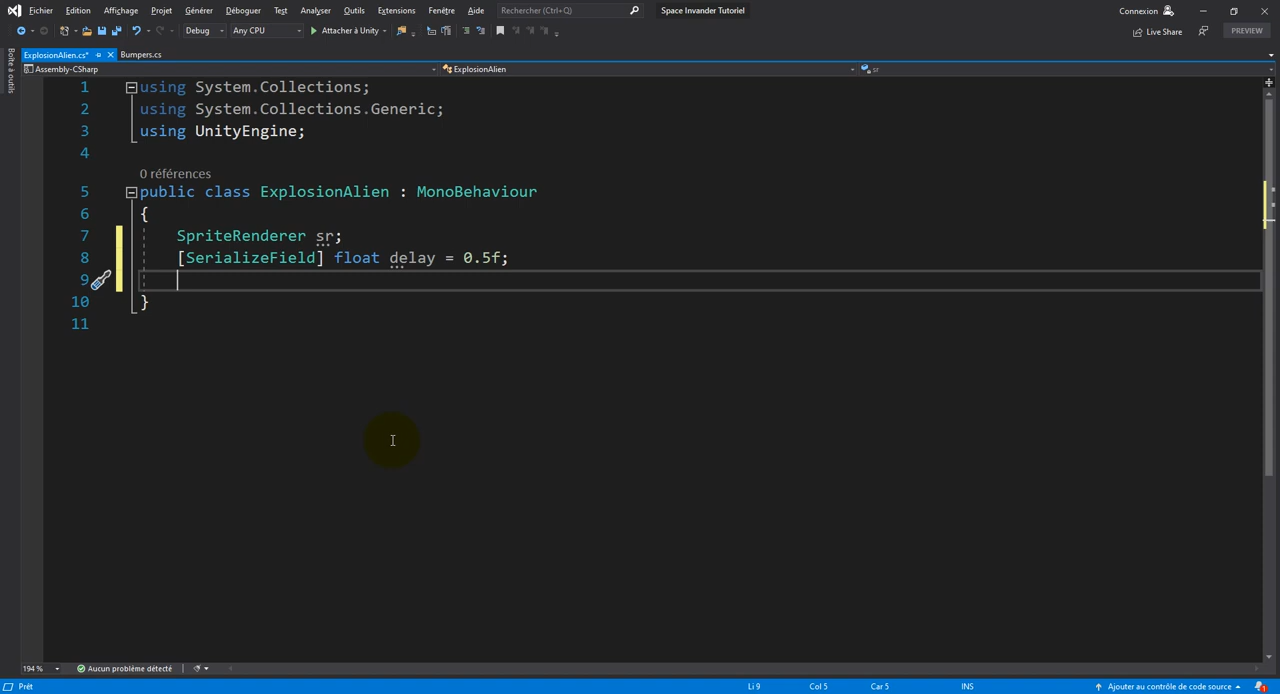 Fichier Edition Affichage Projet Générer Déboguer Test Analyser Outils Extensions Fenêtre Aide Rechercher (Ctrl+Q) Space Invander Tutoriel Connexion
Debug Any CPU Attacher à Unity Live Share PREVIEW
Boîte à outils
ExplosionAlien.cs* Bumpers.cs
Assembly-CSharp ExplosionAlien sr
1 using System.Collections;
2 using System.Collections.Generic;
3 using UnityEngine;
4
0 références
5 public class ExplosionAlien : MonoBehaviour
6 {
7 SpriteRenderer sr;
8 [SerializeField] float delay = 0.5f;
9
10 }
11
194 % Aucun problème détecté
Prêt Li 9 Col 5 Car 5 INS Ajouter au contrôle de code source 1